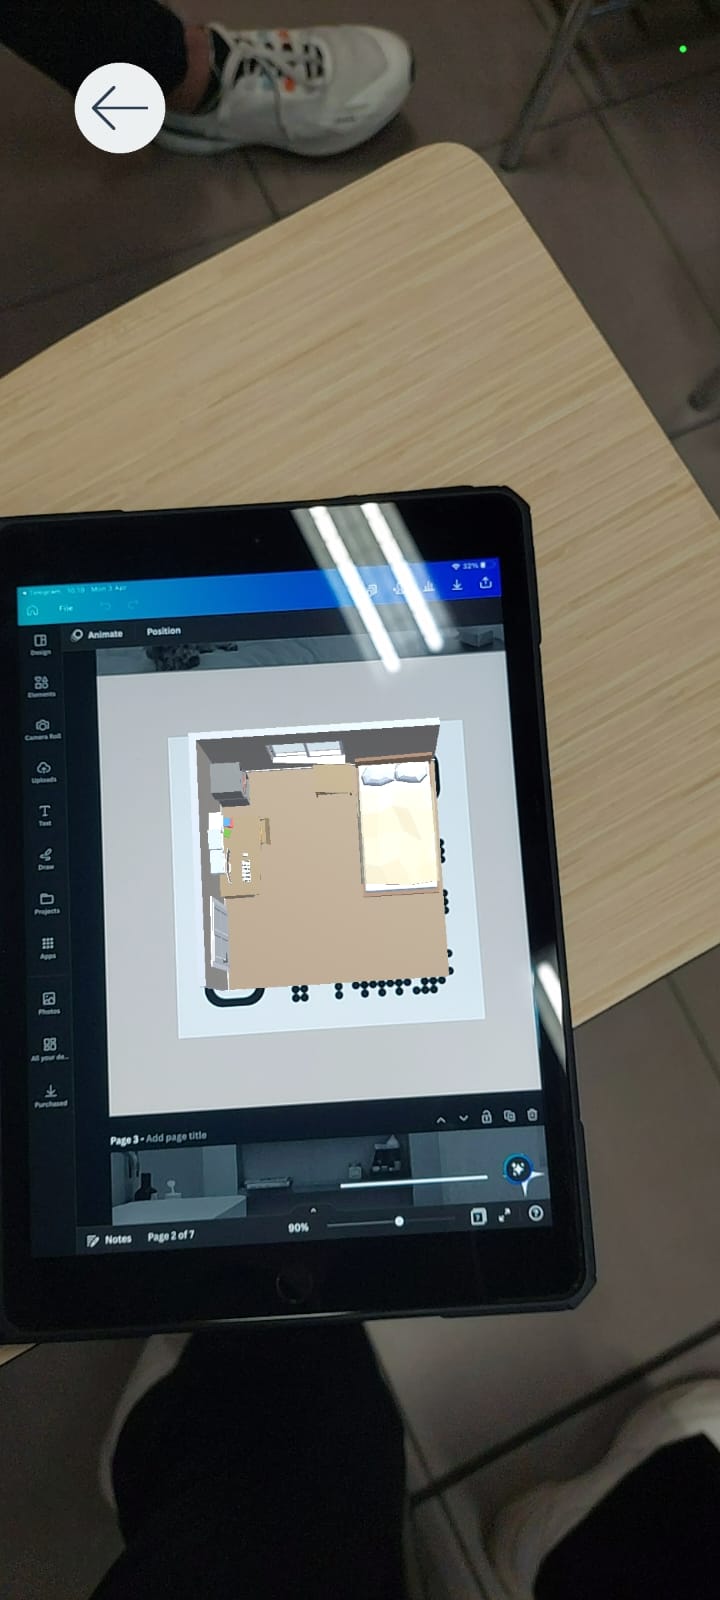 Telegram 10.19 Mon 3 Apr
32%
File
Animate
Position
Design
Elements
Camera Roll
Uploads
Text
Draw
Projects
Apps
Photos
All your de...
Purchased
Page 3 • Add page title
Notes
Page 2 of 7
90%